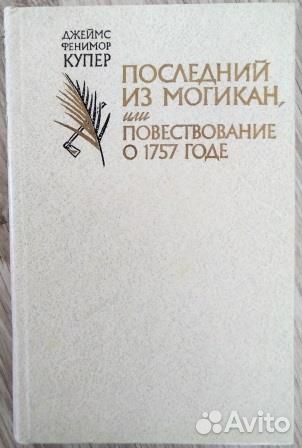 ДЖЕЙМС
ФЕНИМОР
КУПЕР
ПОСЛЕДНИЙ
ИЗ МОГИКАН,
или
ПОВЕСТВОВАНИЕ
О 1757 ГОДЕ
Avito